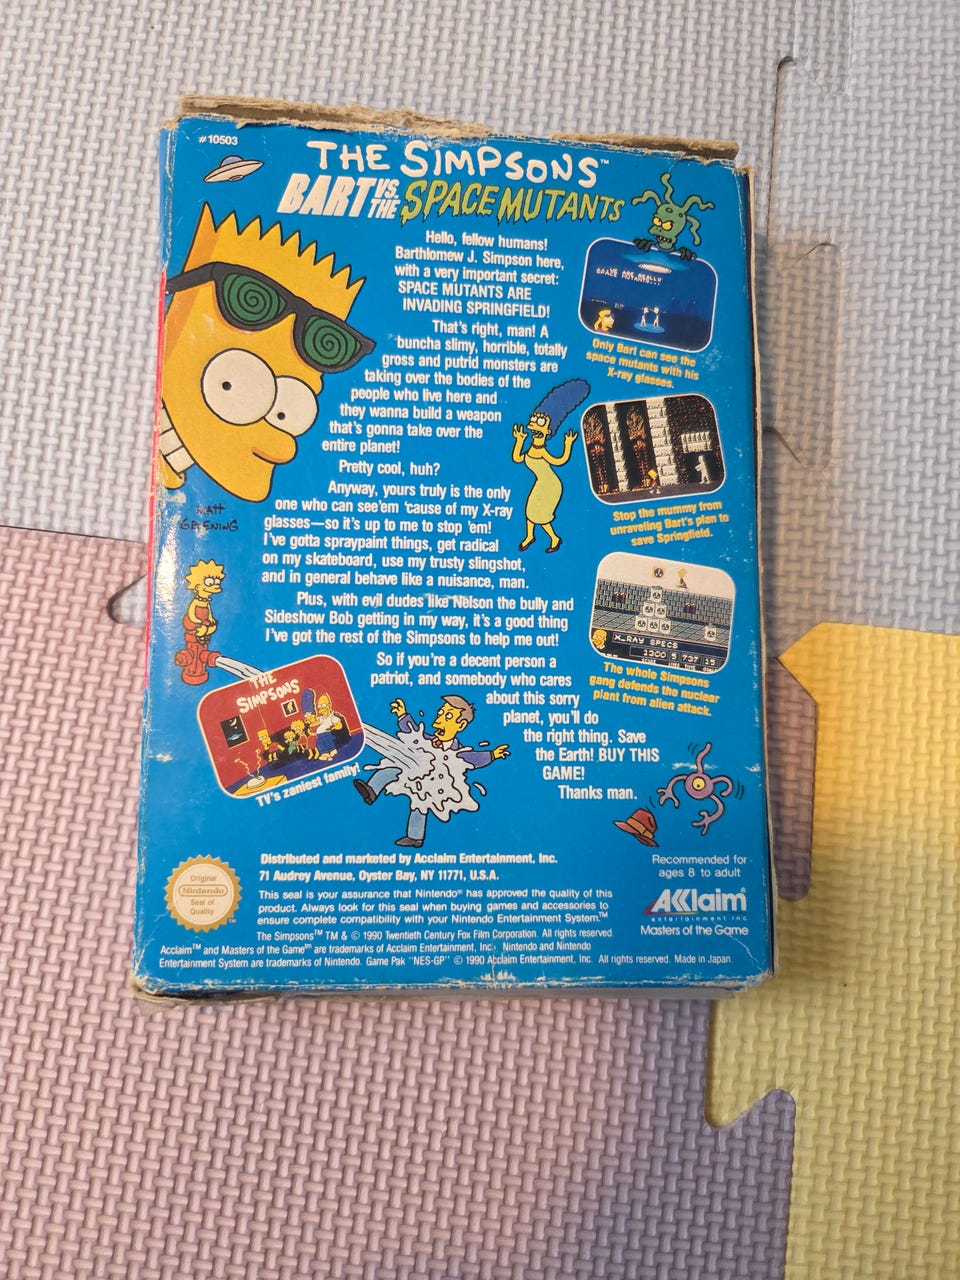 #10503
THE SIMPSONS™
BART VS. THE SPACE MUTANTS
Hello, fellow humans!
Barthlomew J. Simpson here,
with a very important secret:
SPACE MUTANTS ARE
INVADING SPRINGFIELD!
That's right, man! A
buncha slimy, horrible, totally
gross and putrid monsters are
taking over the bodies of the
people who live here and
they wanna build a weapon
that's gonna take over the
entire planet!
Pretty cool, huh?
Anyway, yours truly is the only
one who can see'em 'cause of my X-ray
glasses—so it's up to me to stop 'em!
I've gotta spraypaint things, get radical
on my skateboard, use my trusty slingshot,
and in general behave like a nuisance, man.
Plus, with evil dudes like Nelson the bully and
Sideshow Bob getting in my way, it's a good thing
I've got the rest of the Simpsons to help me out!
So if you're a decent person a
patriot, and somebody who cares
about this sorry
planet, you'll do
the right thing. Save
the Earth! BUY THIS
GAME!
Thanks man.
MATT
GROENING
Only Bart can see the
space mutants with his
X-ray glasses.
Stop the mummy from
unraveling Bart's plan to
save Springfield.
X-RAY SPECS
1300 5 737 15
The whole Simpsons
gang defends the nuclear
plant from alien attack.
THE
SIMPSONS
TV's zaniest family!
Distributed and marketed by Acclaim Entertainment, Inc.
71 Audrey Avenue, Oyster Bay, NY 11771, U.S.A.
Original
Nintendo
Seal of
Quality
TM
This seal is your assurance that Nintendo® has approved the quality of this
product. Always look for this seal when buying games and accessories to
ensure complete compatibility with your Nintendo Entertainment System.™
The Simpsons™ TM & © 1990 Twentieth Century Fox Film Corporation. All rights reserved.
Acclaim™ and Masters of the Game™ are trademarks of Acclaim Entertainment, Inc. Nintendo and Nintendo
Entertainment System are trademarks of Nintendo. Game Pak "NES-GP" © 1990 Acclaim Entertainment, Inc. All rights reserved. Made in Japan.
Recommended for
ages 8 to adult
AKklaim®
entertainment inc
Masters of the Game